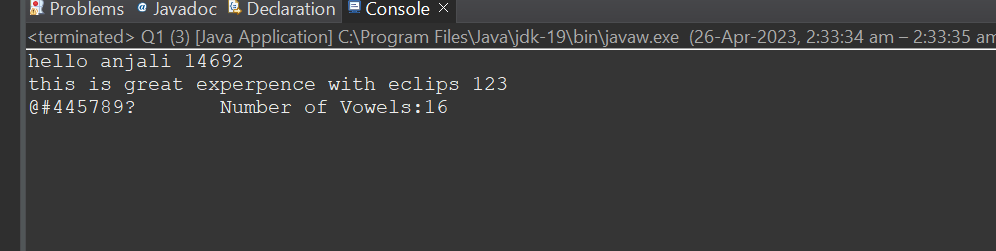 Problems @ Javadoc Declaration Console
<terminated> Q1 (3) [Java Application] C:\Program Files\Java\jdk-19\bin\javaw.exe (26-Apr-2023, 2:33:34 am – 2:33:35 am
hello anjali 14692
this is great experpence with eclips 123
@#445789? Number of Vowels:16